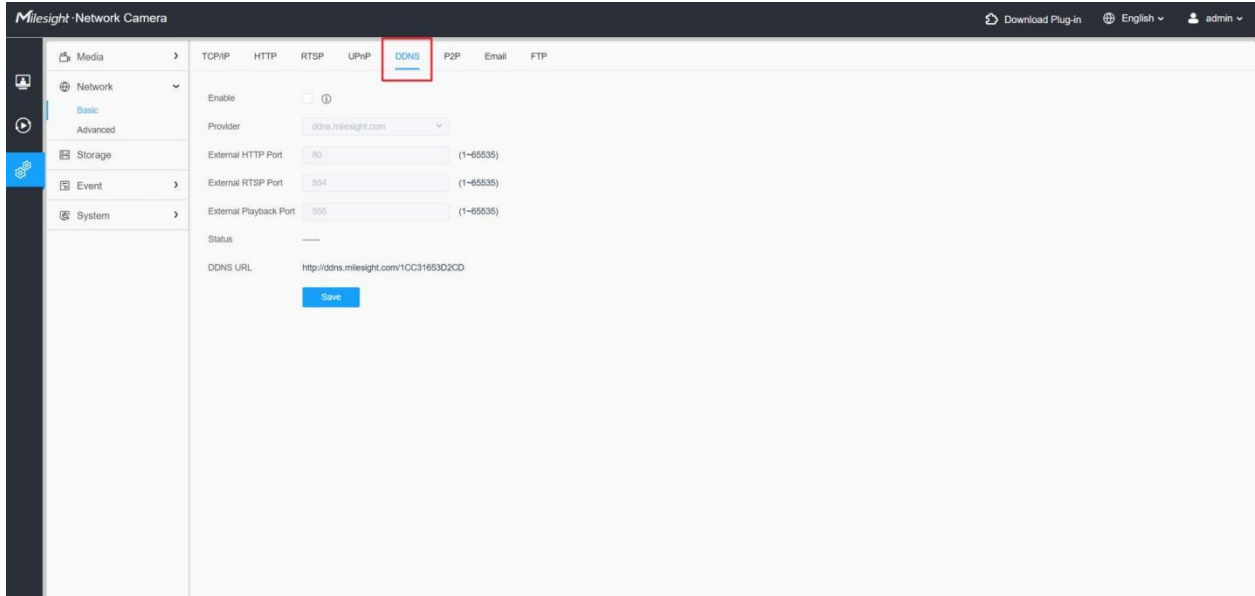 Milesight · Network Camera
Download Plug-in
English
admin
Media
Network
Basic
Advanced
Storage
Event
System
TCP/IP HTTP RTSP UPnP DDNS P2P Email FTP
Enable
Provider ddns.milesight.com
External HTTP Port 80 (1~65535)
External RTSP Port 554 (1~65535)
External Playback Port 555 (1~65535)
Status ——
DDNS URL http://ddns.milesight.com/1CC31653D2CD
Save